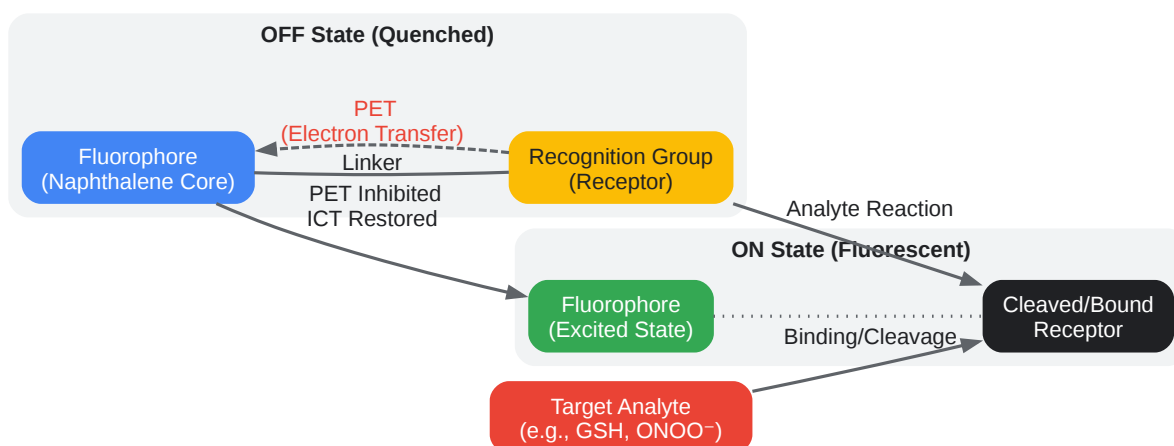 OFF State (Quenched)
PET
(Electron Transfer)
Fluorophore
(Naphthalene Core)
Linker
Recognition Group
(Receptor)
PET Inhibited
ICT Restored
Analyte Reaction
ON State (Fluorescent)
Fluorophore
(Excited State)
Cleaved/Bound
Receptor
Binding/Cleavage
Target Analyte
(e.g., GSH, ONOO⁻)